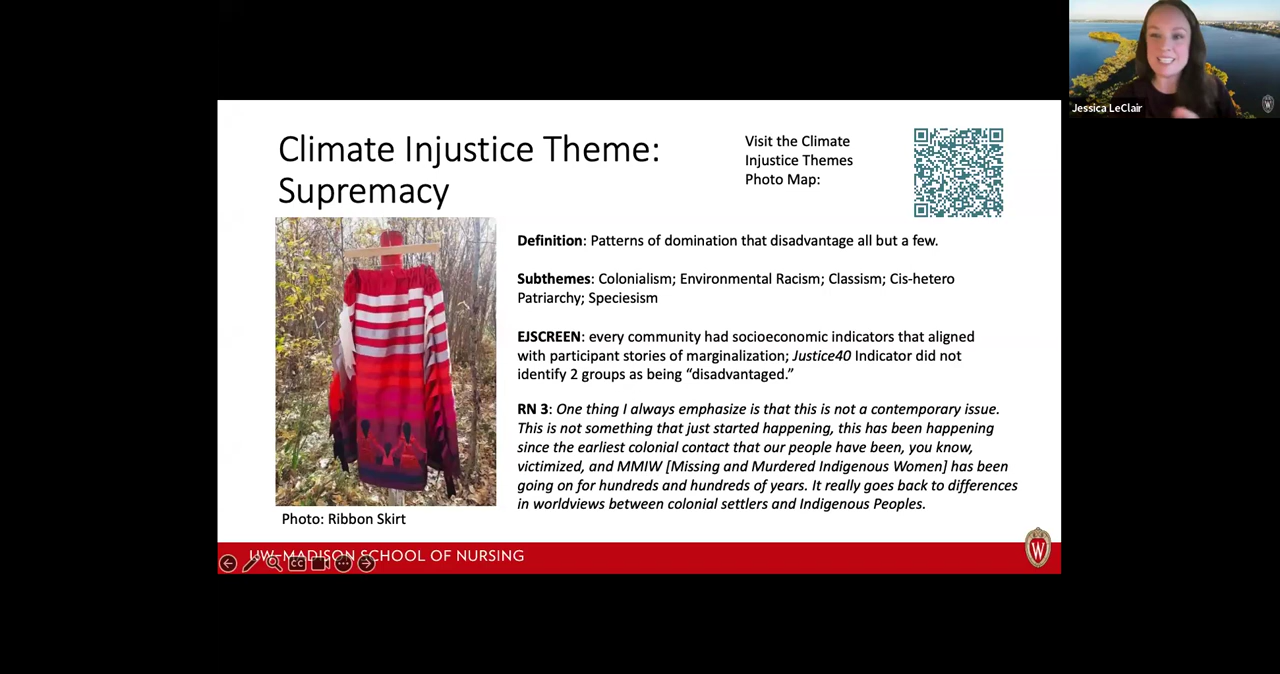 Jessica LeClair
Climate Injustice Theme:
Supremacy
Visit the Climate
Injustice Themes
Photo Map:
Definition: Patterns of domination that disadvantage all but a few.
Subthemes: Colonialism; Environmental Racism; Classism; Cis-hetero
Patriarchy; Speciesism
EJSCREEN: every community had socioeconomic indicators that aligned
with participant stories of marginalization; Justice40 Indicator did not
identify 2 groups as being “disadvantaged.”
RN 3: One thing I always emphasize is that this is not a contemporary issue.
This is not something that just started happening, this has been happening
since the earliest colonial contact that our people have been, you know,
victimized, and MMIW [Missing and Murdered Indigenous Women] has been
going on for hundreds and hundreds of years. It really goes back to differences
in worldviews between colonial settlers and Indigenous Peoples.
Photo: Ribbon Skirt
UW–MADISON SCHOOL OF NURSING
CC
W